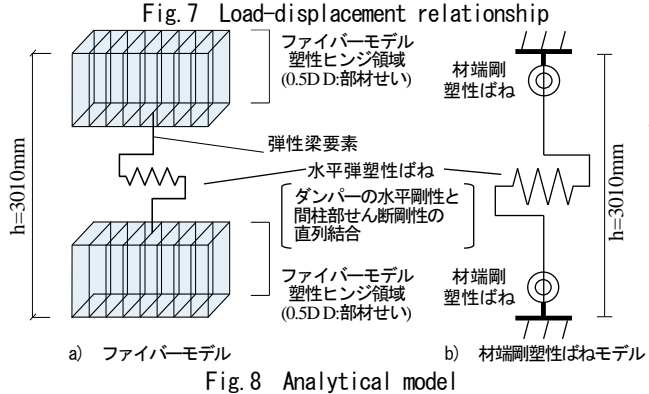 Fig.7 Load-displacement relationship
ファイバーモデル
塑性ヒンジ領域
(0.5D D:部材せい)
弾性梁要素
水平弾塑性ばね
ダンパーの水平剛性と
間柱部せん断剛性の
直列結合
ファイバーモデル
塑性ヒンジ領域
(0.5D D:部材せい)
h=3010mm
a) ファイバーモデル
材端剛
塑性ばね
材端剛
塑性ばね
h=3010mm
b) 材端剛塑性ばねモデル
Fig.8 Analytical model